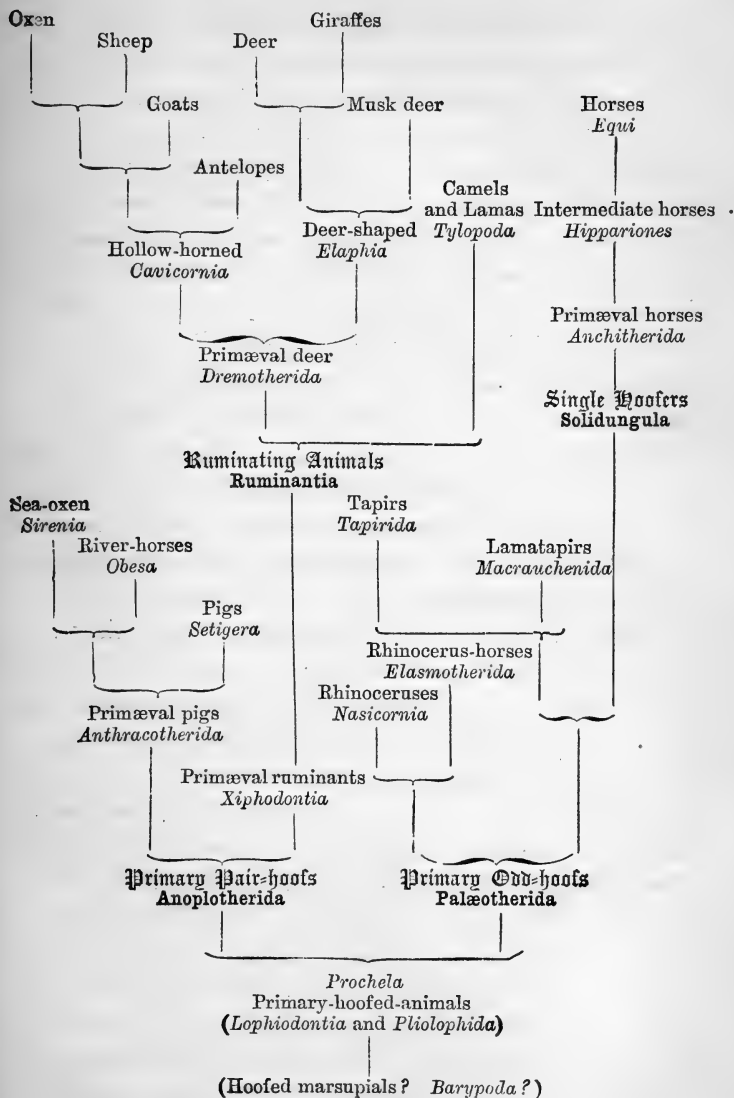 Oxen
Sheep
Deer
Giraffes
Goats
Musk deer
Horses
Equi
Antelopes
Camels
and Lamas
Tylopoda
Intermediate horses
Hippariones
Hollow-horned
Cavicornia
Deer-shaped
Elaphia
Primæval horses
Anchitherida
Primæval deer
Dremotherida
Single Hoofers
Solidungula
Ruminating Animals
Ruminantia
Sea-oxen
Sirenia
River-horses
Obesa
Tapirs
Tapirida
Lamatapirs
Macrauchenida
Pigs
Setigera
Rhinocerus-horses
Elasmotherida
Rhinoceruses
Nasicornia
Primæval pigs
Anthracotherida
Primæval ruminants
Xiphodontia
Primary Pair-hoofs
Anoplotherida
Primary Odd-hoofs
Palæotherida
Prochela
Primary-hoofed-animals
(Lophiodontia and Pliolophida)
(Hoofed marsupials? Barypoda?)